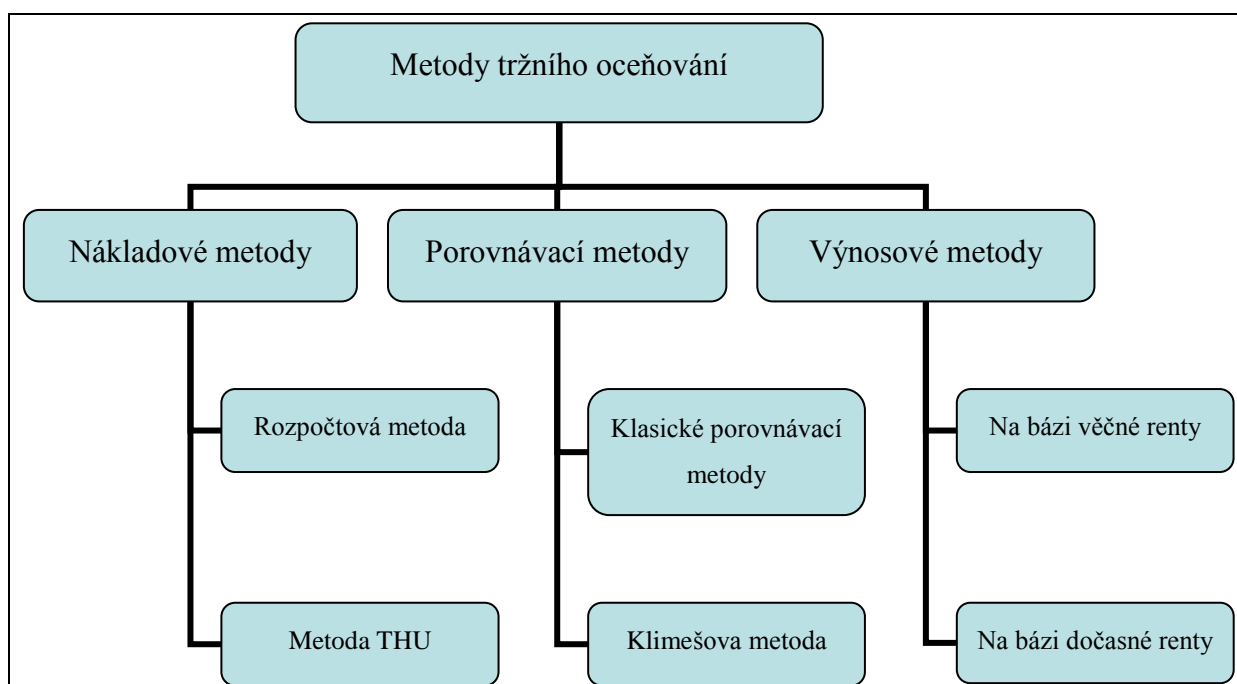 Metody tržního oceňování
Nákladové metody
Porovnávací metody
Výnosové metody
Rozpočtová metoda
Klasické porovnávací
metody
Na bázi věčné renty
Metoda THU
Klimešova metoda
Na bázi dočasné renty